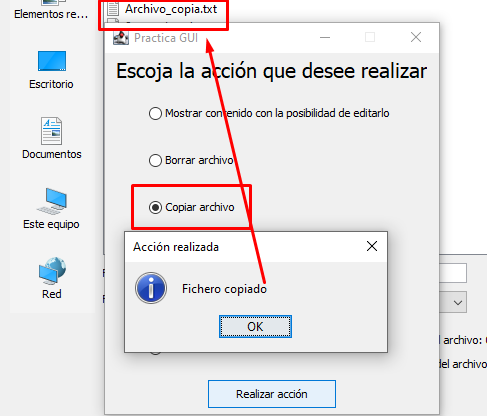 Elementos re...
Archivo_copia.txt
Practica GUI
Escoja la acción que desee realizar
Escritorio
Mostrar contenido con la posibilidad de editarlo
Documentos
Borrar archivo
Este equipo
Copiar archivo
Acción realizada
Red
Fichero copiado
OK
archivo:
del archivo
Realizar acción